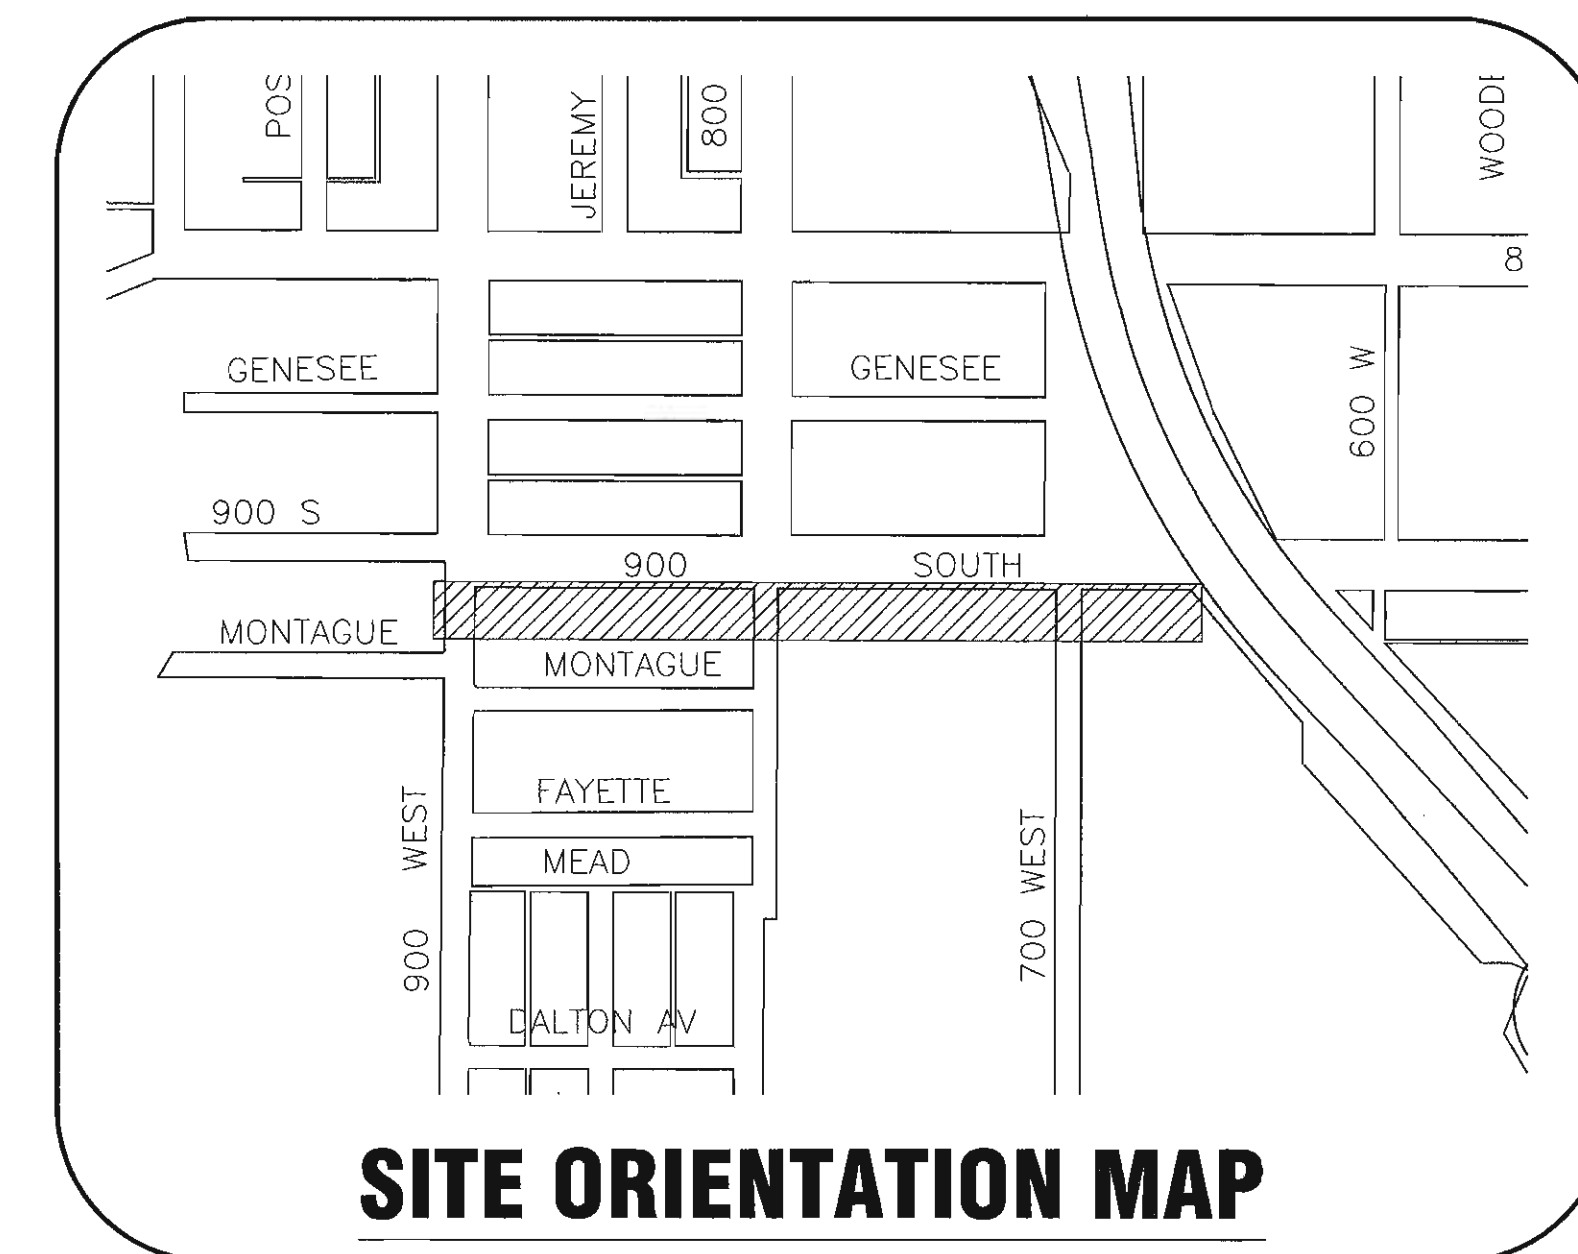 POS
JEREMY
800
WOODE
8
GENESEE
GENESEE
600 W
900 S
900 SOUTH
MONTAGUE
MONTAGUE
FAYETTE
900 WEST
MEAD
700 WEST
DALTON AV
SITE ORIENTATION MAP